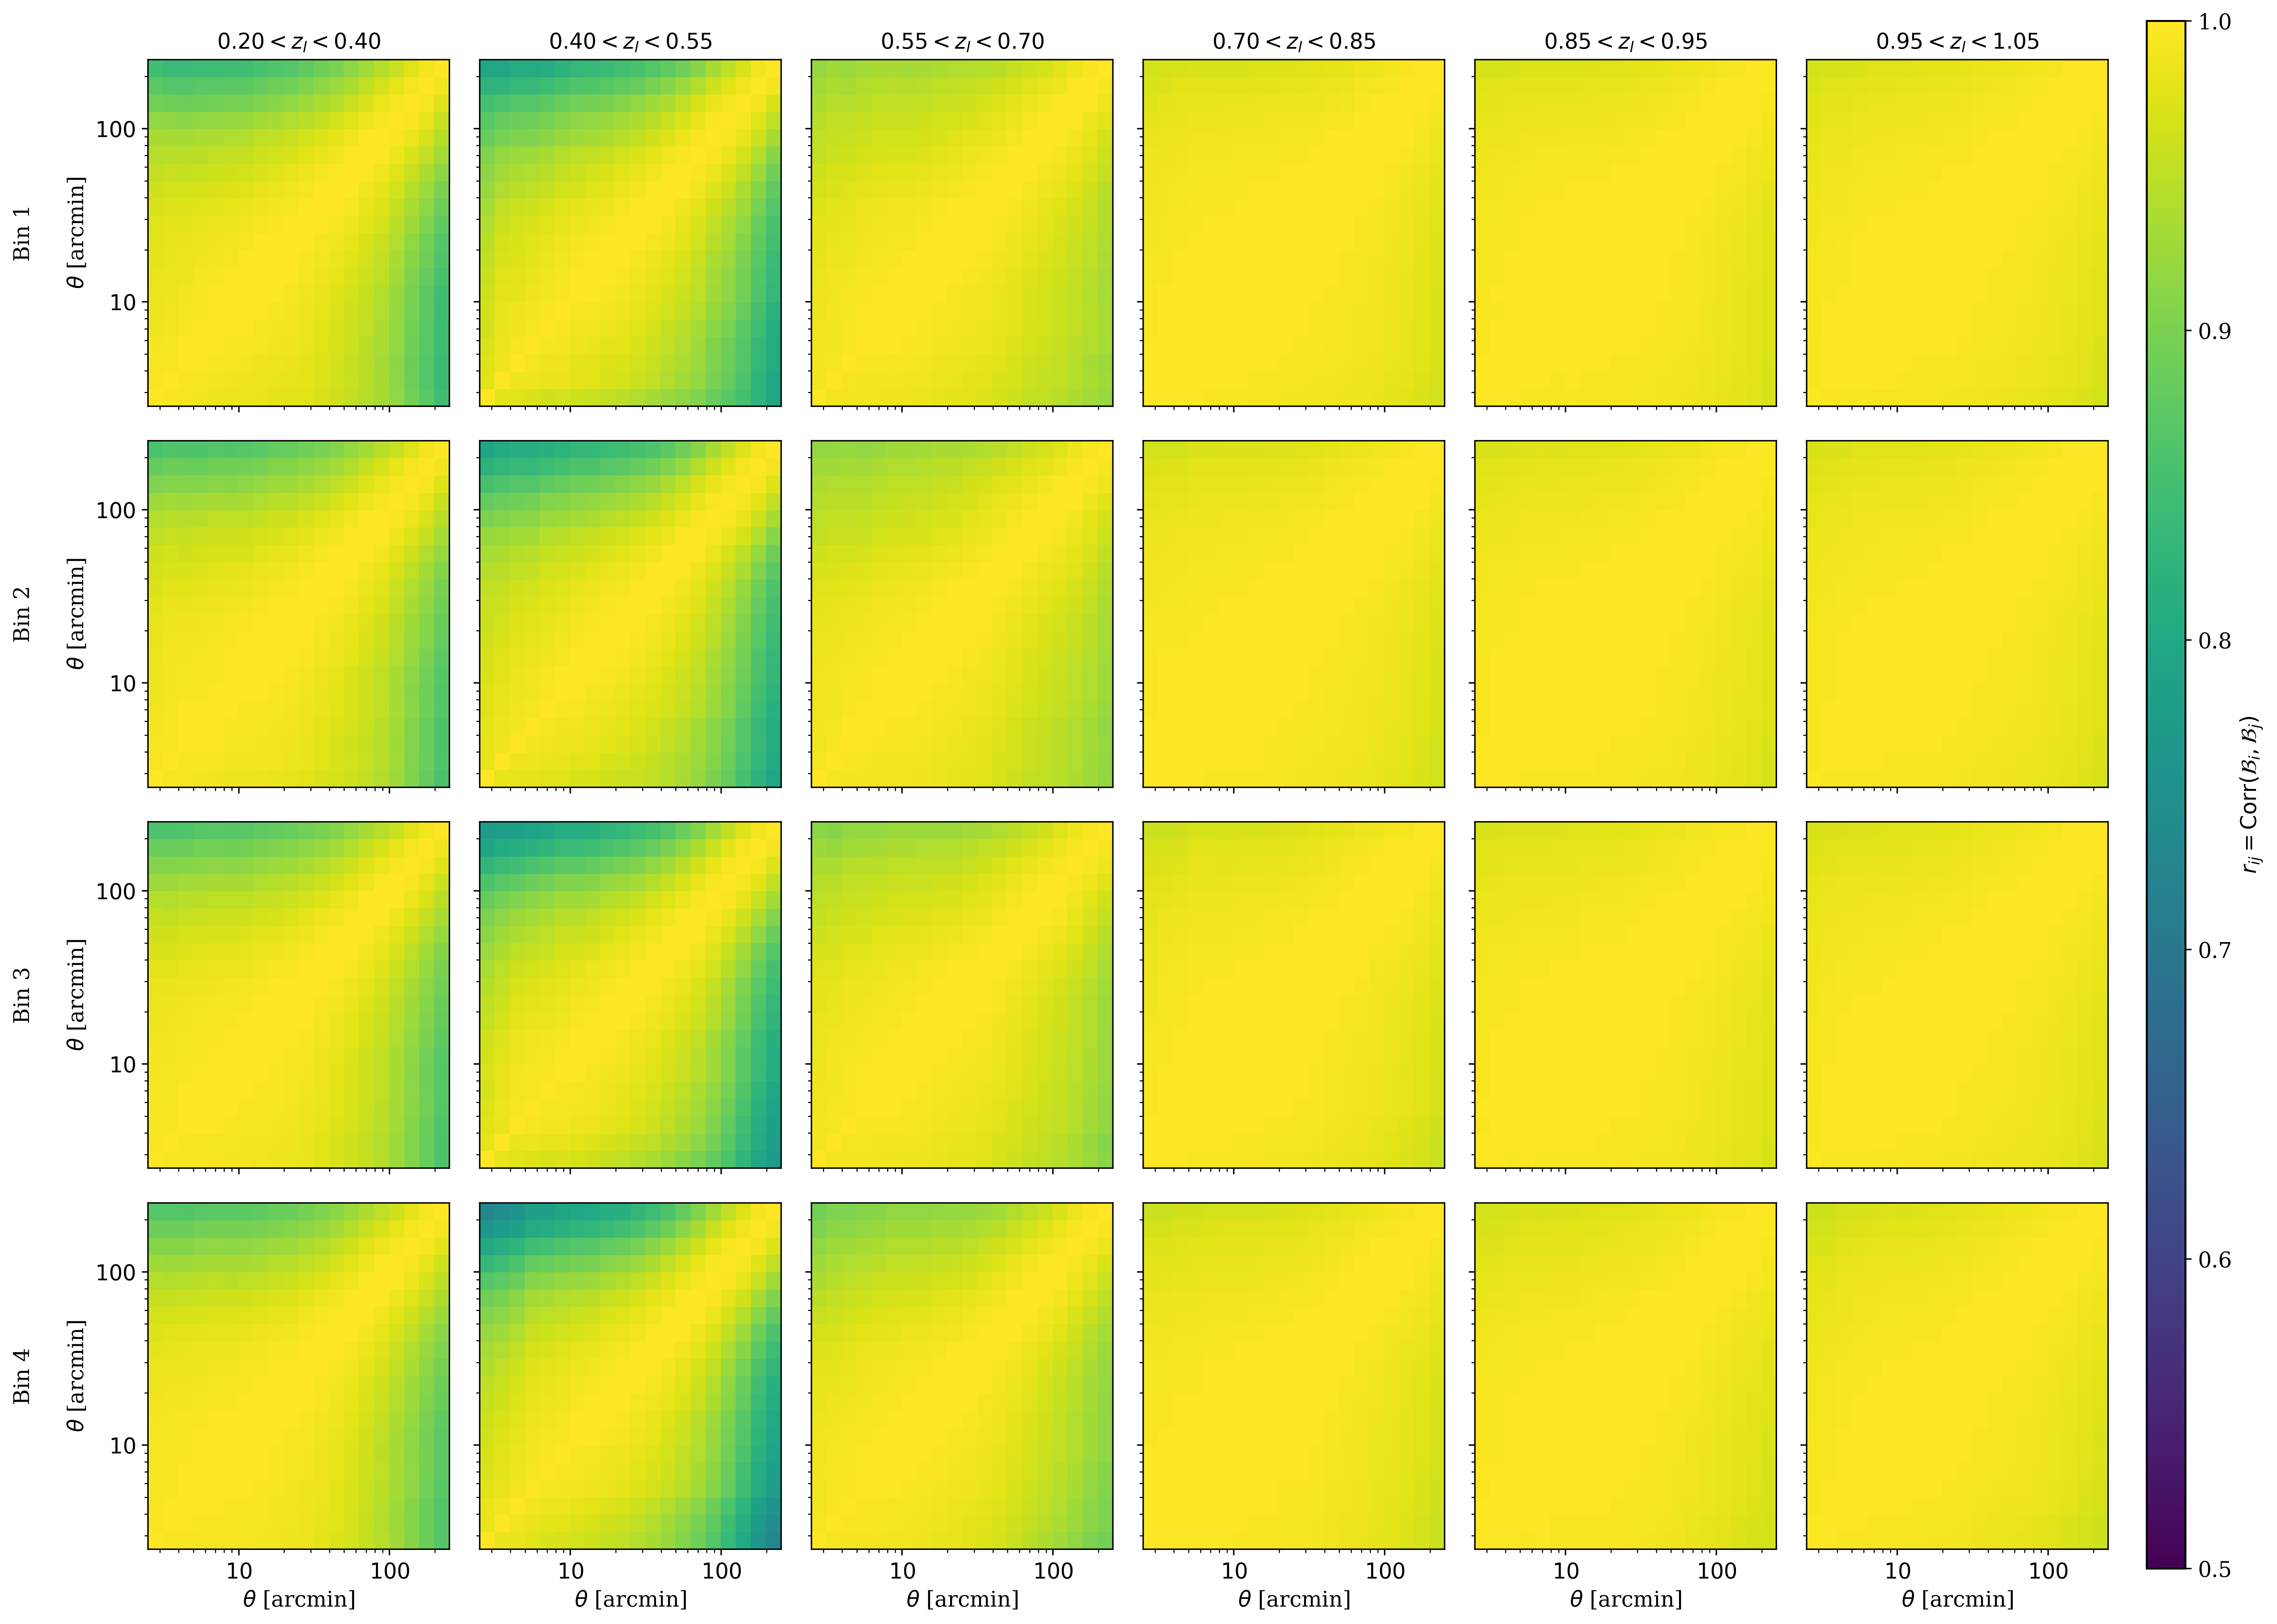 0.20 < z_l < 0.40 0.40 < z_l < 0.55 0.55 < z_l < 0.70 0.70 < z_l < 0.85 0.85 < z_l < 0.95 0.95 < z_l < 1.05
Bin 1
θ [arcmin]
100
10
Bin 2
θ [arcmin]
100
10
Bin 3
θ [arcmin]
100
10
Bin 4
θ [arcmin]
100
10
10 100 10 100 10 100 10 100 10 100 10 100
θ [arcmin] θ [arcmin] θ [arcmin] θ [arcmin] θ [arcmin] θ [arcmin]
1.0
0.9
0.8
0.7
0.6
0.5
r_ij = Corr(ℬ_i, ℬ_j)